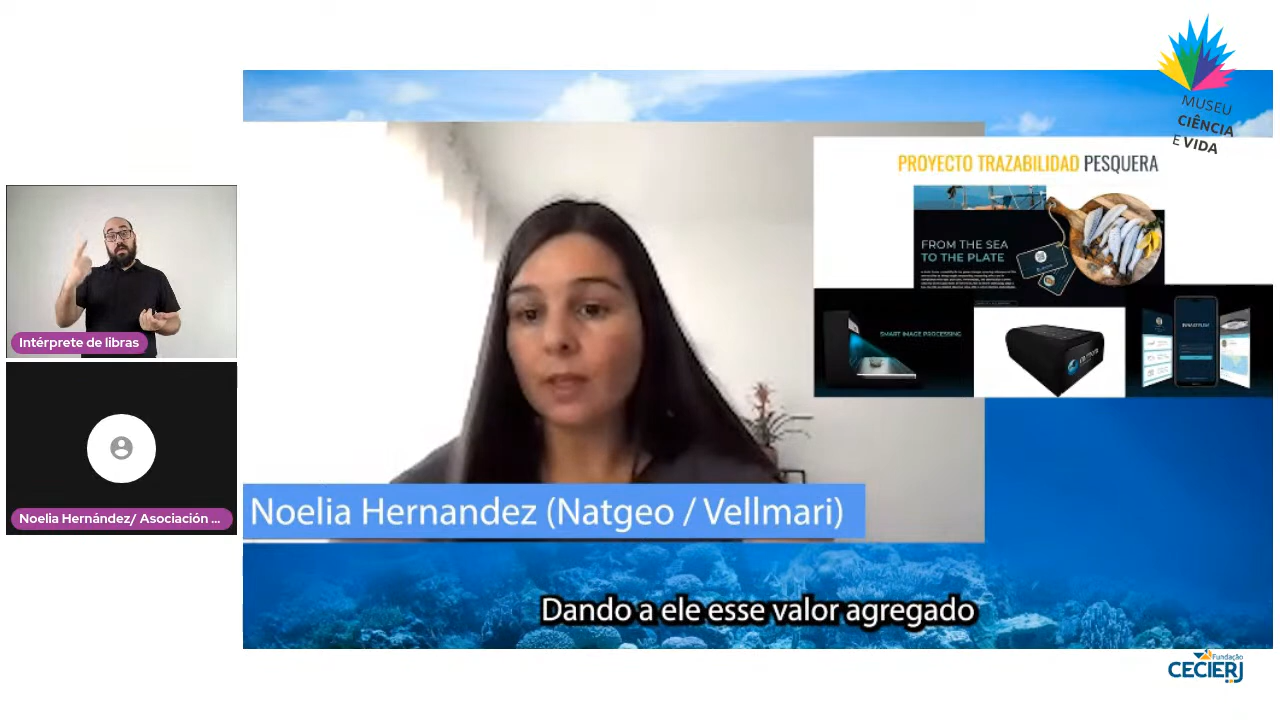 MUSEU
CIÊNCIA
E VIDA
PROYECTO TRAZABILIDAD PESQUERA
FROM THE SEA
TO THE PLATE
SMART IMAGE PROCESSING
Intérprete de libras
Noelia Hernández/ Asociación ...
Noelia Hernandez (Natgeo / Vellmari)
Dando a ele esse valor agregado
Fundação
CECIERJ